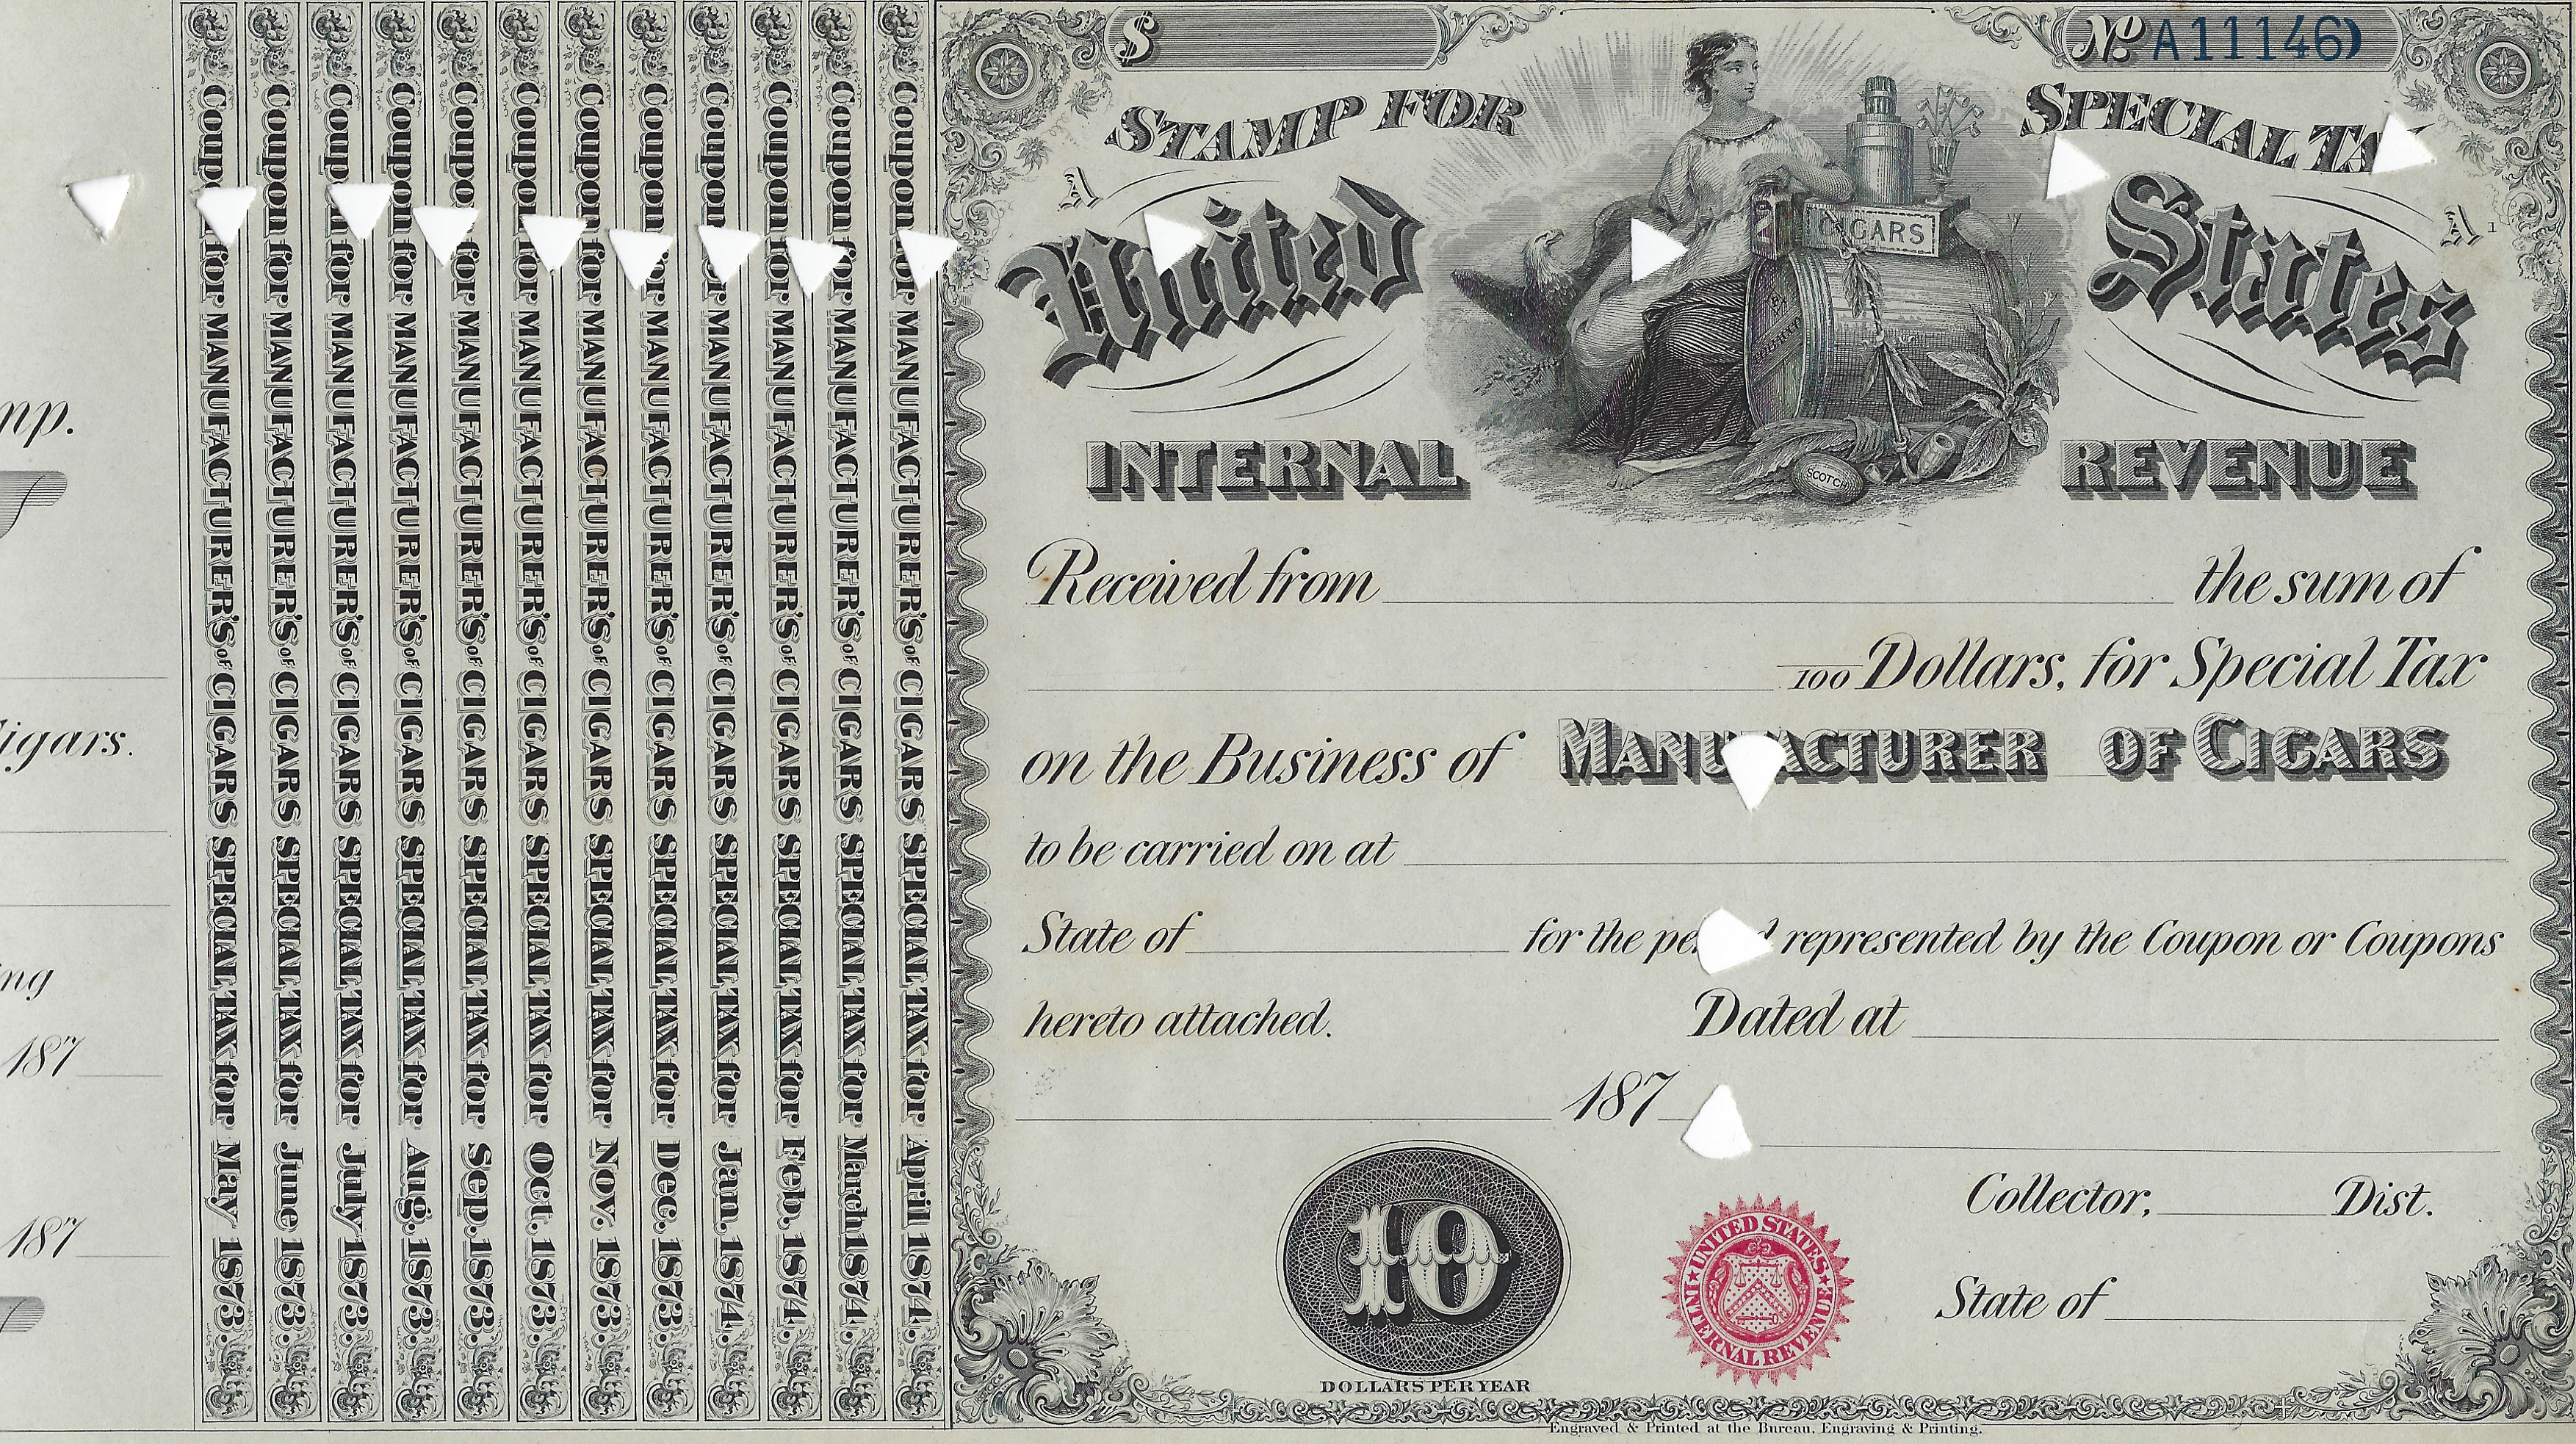 np.
igars.
ng
187
187
Coupon for MANUFACTURER'S OF CIGARS SPECIAL TAX for May 1873.
Coupon for MANUFACTURER'S OF CIGARS SPECIAL TAX for June 1873.
Coupon for MANUFACTURER'S OF CIGARS SPECIAL TAX for July 1873.
Coupon for MANUFACTURER'S OF CIGARS SPECIAL TAX for Aug. 1873.
Coupon for MANUFACTURER'S OF CIGARS SPECIAL TAX for Sep. 1873.
Coupon for MANUFACTURER'S OF CIGARS SPECIAL TAX for Oct. 1873.
Coupon for MANUFACTURER'S OF CIGARS SPECIAL TAX for Nov. 1873.
Coupon for MANUFACTURER'S OF CIGARS SPECIAL TAX for Dec. 1873.
Coupon for MANUFACTURER'S OF CIGARS SPECIAL TAX for Jan. 1874.
Coupon for MANUFACTURER'S OF CIGARS SPECIAL TAX for Feb. 1874.
Coupon for MANUFACTURER'S OF CIGARS SPECIAL TAX for March 1874.
Coupon for MANUFACTURER'S OF CIGARS SPECIAL TAX for April 1874.
$ No. A11146)
STAMP FOR SPECIAL TAX
A A 1
United States
CIGARS
INTERNAL REVENUE
SCOTCH
Received from the sum of
/100 Dollars, for Special Tax
on the Business of MANUFACTURER OF CIGARS
to be carried on at
State of for the period represented by the Coupon or Coupons
hereto attached. Dated at
187
Collector, Dist.
State of
10
DOLLARS PER YEAR
UNITED STATES INTERNAL REVENUE
Engraved & Printed at the Bureau, Engraving & Printing.